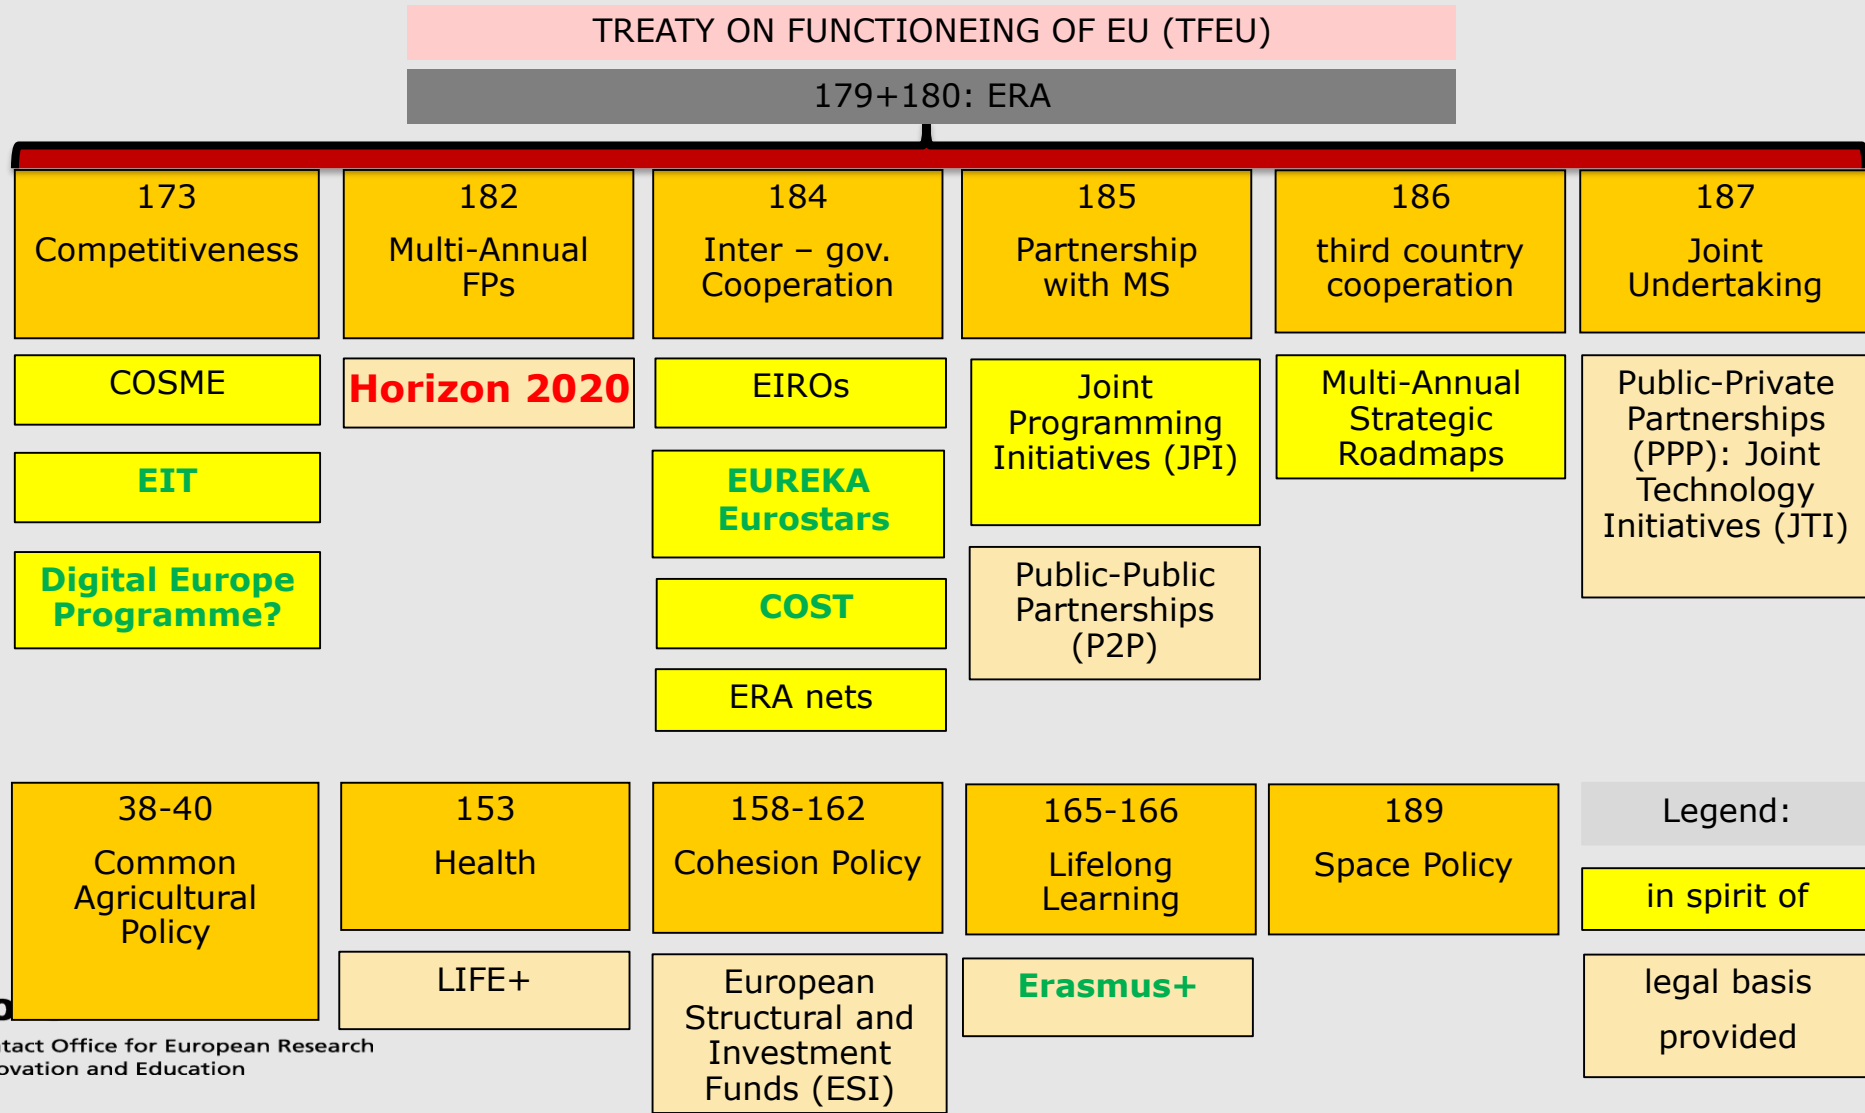 TREATY ON FUNCTIONEING OF EU (TFEU)
179+180: ERA
173
Competitiveness
182
Multi-Annual
FPs
184
Inter – gov.
Cooperation
185
Partnership
with MS
186
third country
cooperation
187
Joint
Undertaking
COSME
EIT
Digital Europe
Programme?
Horizon 2020
EIROs
EUREKA
Eurostars
COST
ERA nets
Joint
Programming
Initiatives (JPI)
Public-Public
Partnerships
(P2P)
Multi-Annual
Strategic
Roadmaps
Public-Private
Partnerships
(PPP): Joint
Technology
Initiatives (JTI)
38-40
Common
Agricultural
Policy
153
Health
LIFE+
158-162
Cohesion Policy
European
Structural and
Investment
Funds (ESI)
165-166
Lifelong
Learning
Erasmus+
189
Space Policy
Legend:
in spirit of
legal basis
provided
Office for European Research
and Education